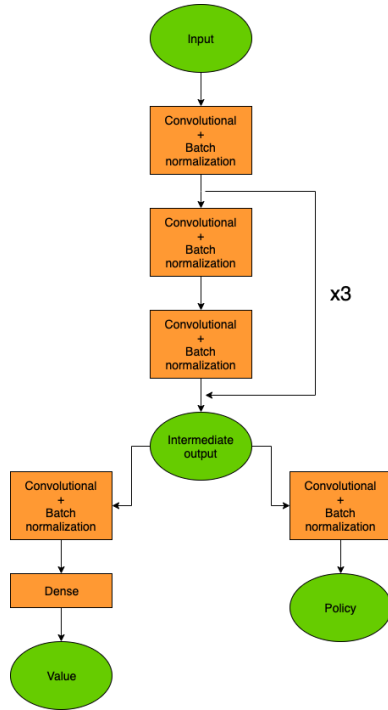 Input
Convolutional
+
Batch
normalization
Convolutional
+
Batch
normalization
x3
Convolutional
+
Batch
normalization
Intermediate
output
Convolutional
+
Batch
normalization
Convolutional
+
Batch
normalization
Dense
Policy
Value